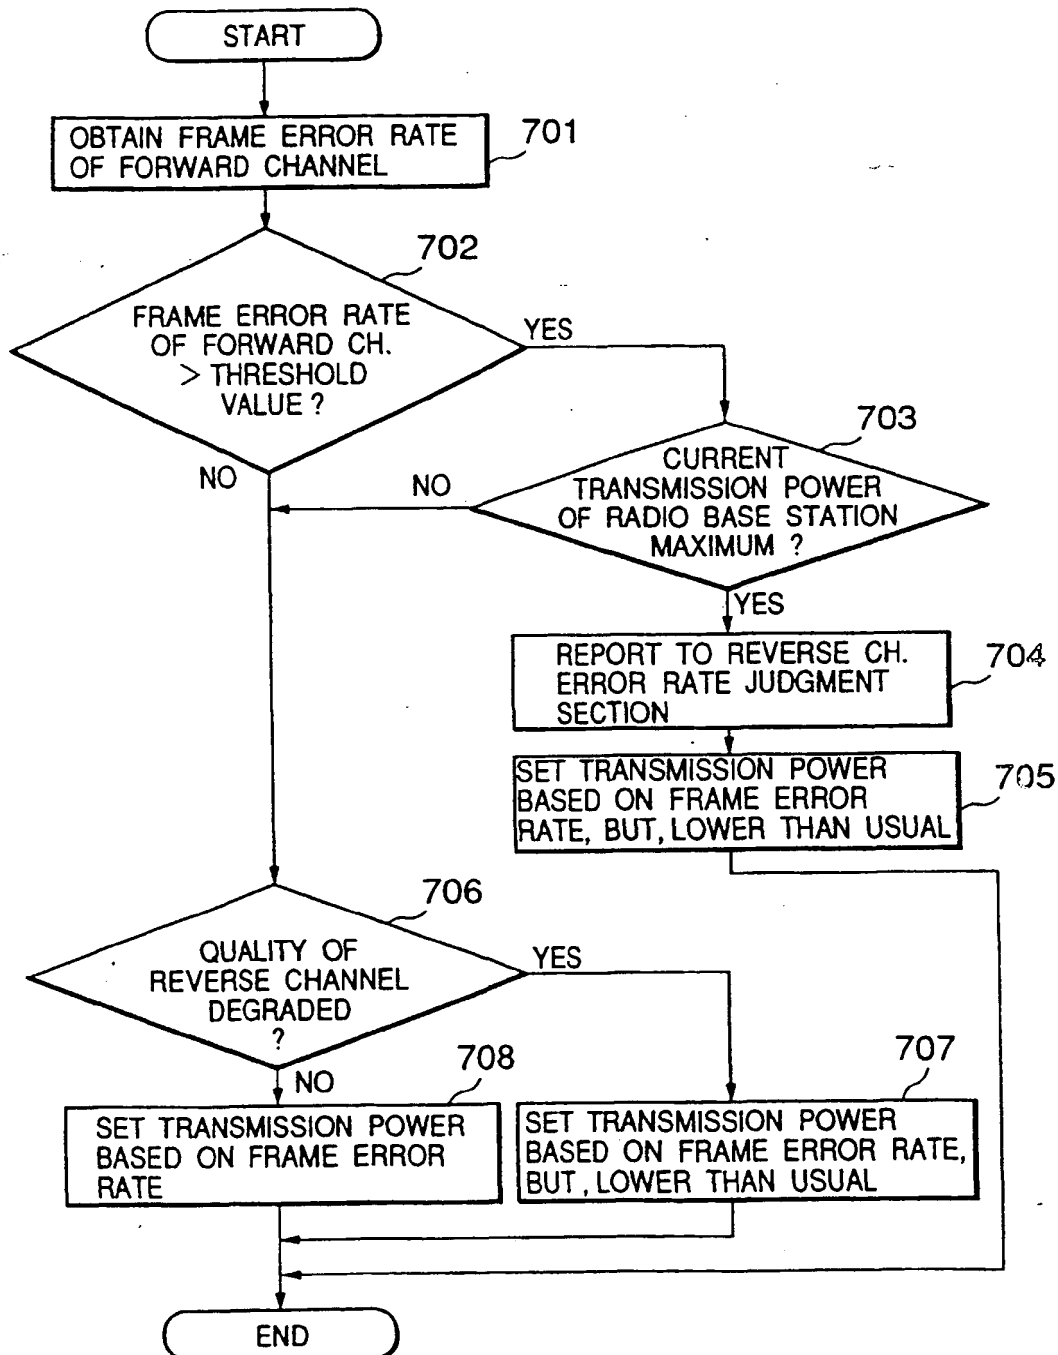 START
OBTAIN FRAME ERROR RATE
OF FORWARD CHANNEL
701
702
FRAME ERROR RATE
OF FORWARD CH.
> THRESHOLD
VALUE ?
YES
NO
703
CURRENT
TRANSMISSION POWER
OF RADIO BASE STATION
MAXIMUM ?
NO
YES
REPORT TO REVERSE CH.
ERROR RATE JUDGMENT
SECTION
704
SET TRANSMISSION POWER
BASED ON FRAME ERROR
RATE, BUT, LOWER THAN USUAL
705
706
QUALITY OF
REVERSE CHANNEL
DEGRADED
?
YES
NO
708
SET TRANSMISSION POWER
BASED ON FRAME ERROR
RATE
707
SET TRANSMISSION POWER
BASED ON FRAME ERROR RATE,
BUT, LOWER THAN USUAL
END